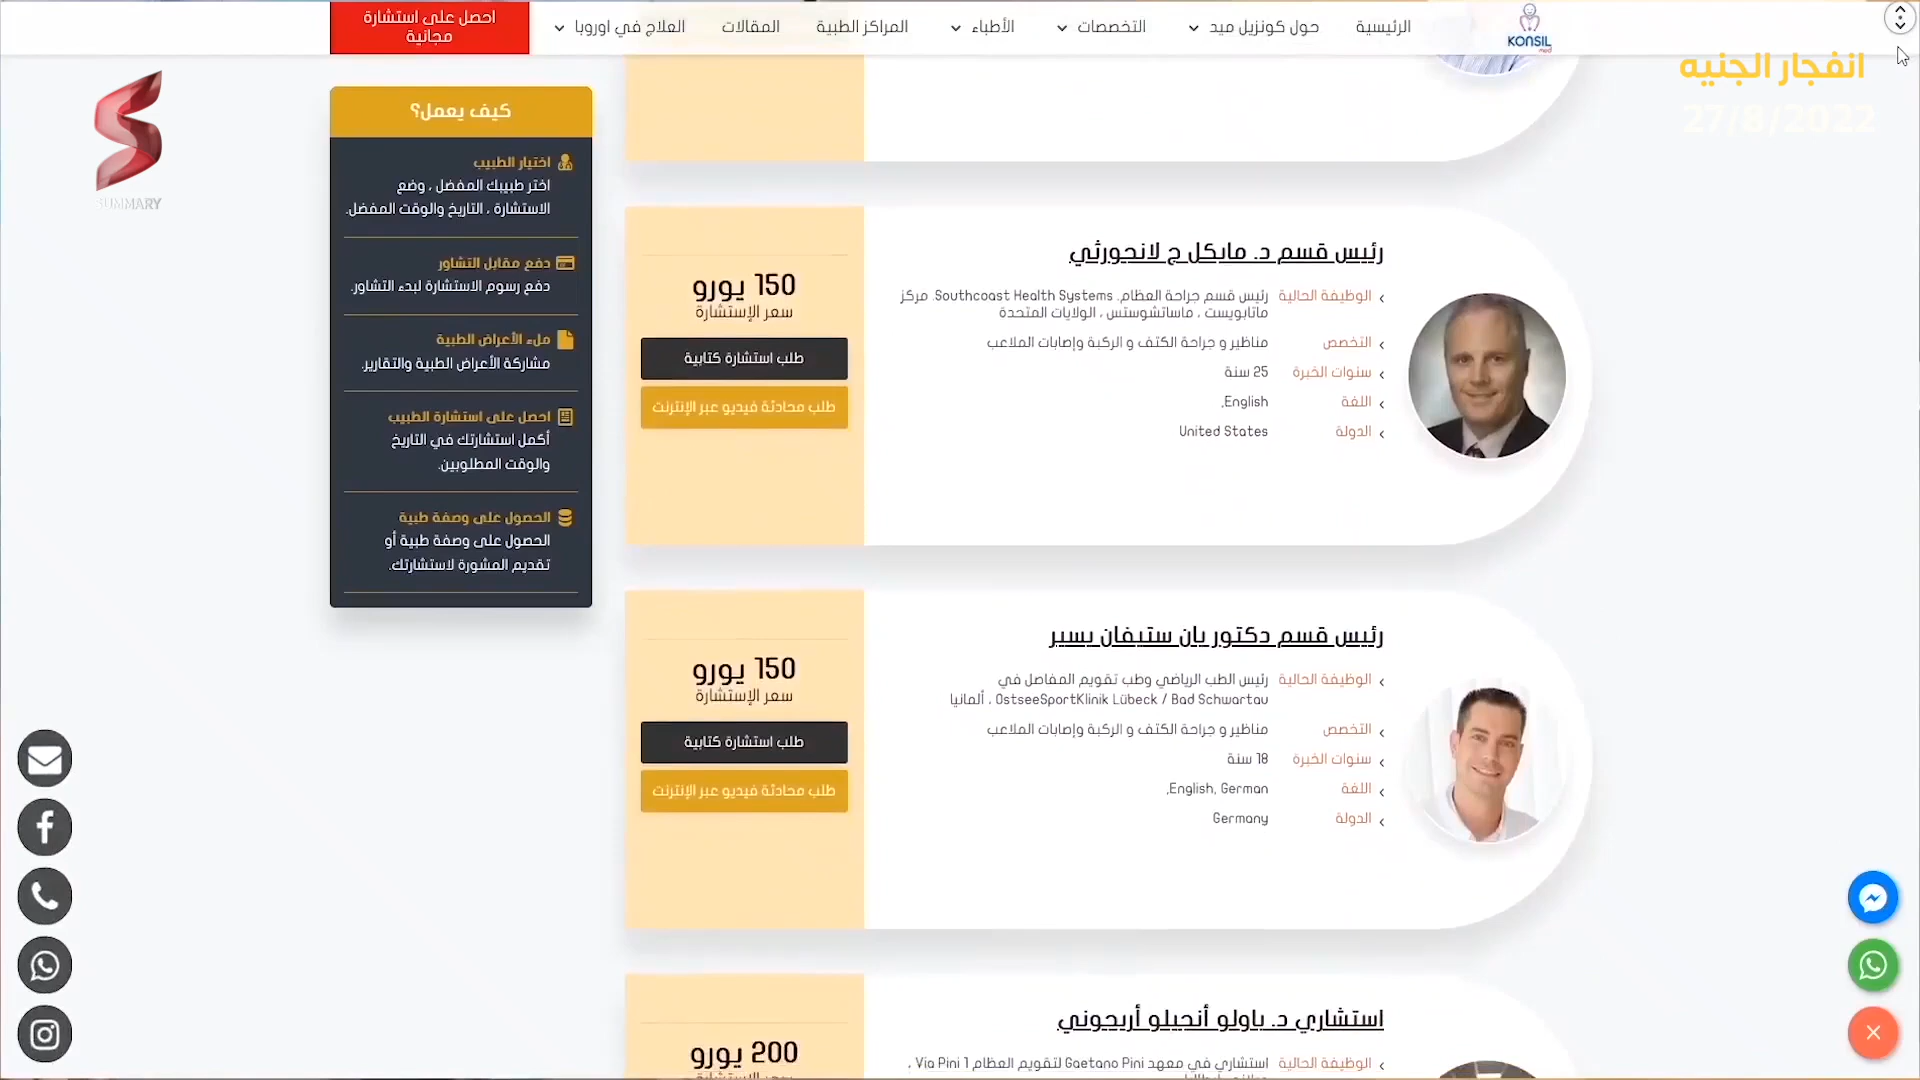 KONSIL
med
الرئيسية
حول كونزيل ميد
التخصصات
الأطباء
المراكز الطبية
المقالات
العلاج في اوروبا
احصل على استشارة
مجانية
انفجار الجنيه
27/8/2022
SUMMARY
رئيس قسم د. مايكل ج لانجورثي
الوظيفة الحالية رئيس قسم جراحة العظام. Southcoast Health Systems. مركز
ماتابويست ، ماساتشوستس ، الولايات المتحدة
التخصص مناظير و جراحة الكتف و الركبة وإصابات الملاعب
سنوات الخبرة 25 سنة
اللغة English,
الدولة United States
150 يورو
سعر الإستشارة
طلب استشارة كتابية
طلب محادثة فيديو عبر الإنترنت
رئيس قسم دكتور يان ستيفان يسير
الوظيفة الحالية رئيس الطب الرياضي وطب تقويم المفاصل في
OstseeSportKlinik Lübeck / Bad Schwartau ، ألمانيا
التخصص مناظير و جراحة الكتف و الركبة وإصابات الملاعب
سنوات الخبرة 18 سنة
اللغة English, German,
الدولة Germany
150 يورو
سعر الإستشارة
طلب استشارة كتابية
طلب محادثة فيديو عبر الإنترنت
استشاري د. باولو أنجيلو أريجوني
الوظيفة الحالية استشاري في معهد Gaetano Pini لتقويم العظام Via Pini 1 ،
200 يورو
كيف يعمل؟
اختيار الطبيب
اختر طبيبك المفضل ، وضع
الاستشارة ، التاريخ والوقت المفضل.
دفع مقابل التشاور
دفع رسوم الاستشارة لبدء التشاور.
ملء الأعراض الطبية
مشاركة الأعراض الطبية والتقارير.
احصل على استشارة الطبيب
أكمل استشارتك في التاريخ
والوقت المطلوبين.
الحصول على وصفة طبية
الحصول على وصفة طبية أو
تقديم المشورة لاستشارتك.